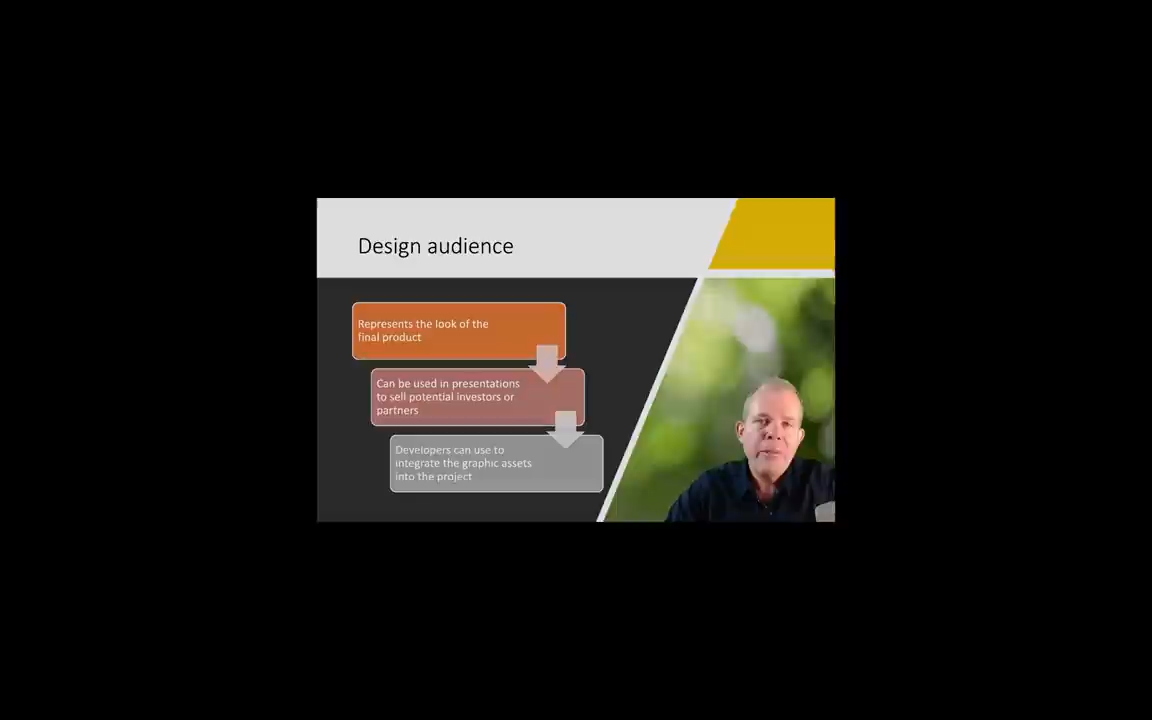 Design audience
Represents the look of the
final product
Can be used in presentations
to sell potential investors or
partners
Developers can use to
integrate the graphic assets
into the project